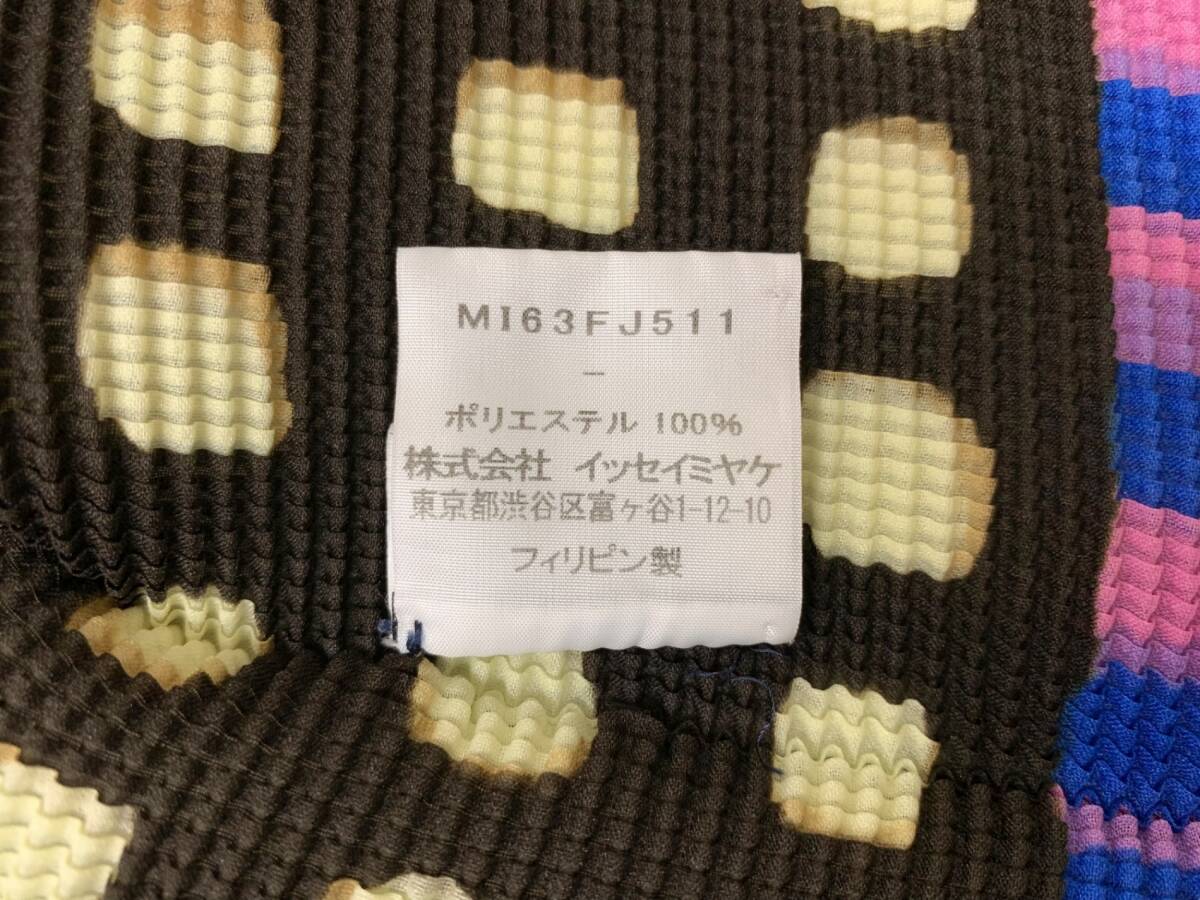 MI63FJ511
–
ポリエステル 100%
株式会社 イッセイミヤケ
東京都渋谷区富ヶ谷1-12-10
フィリピン製